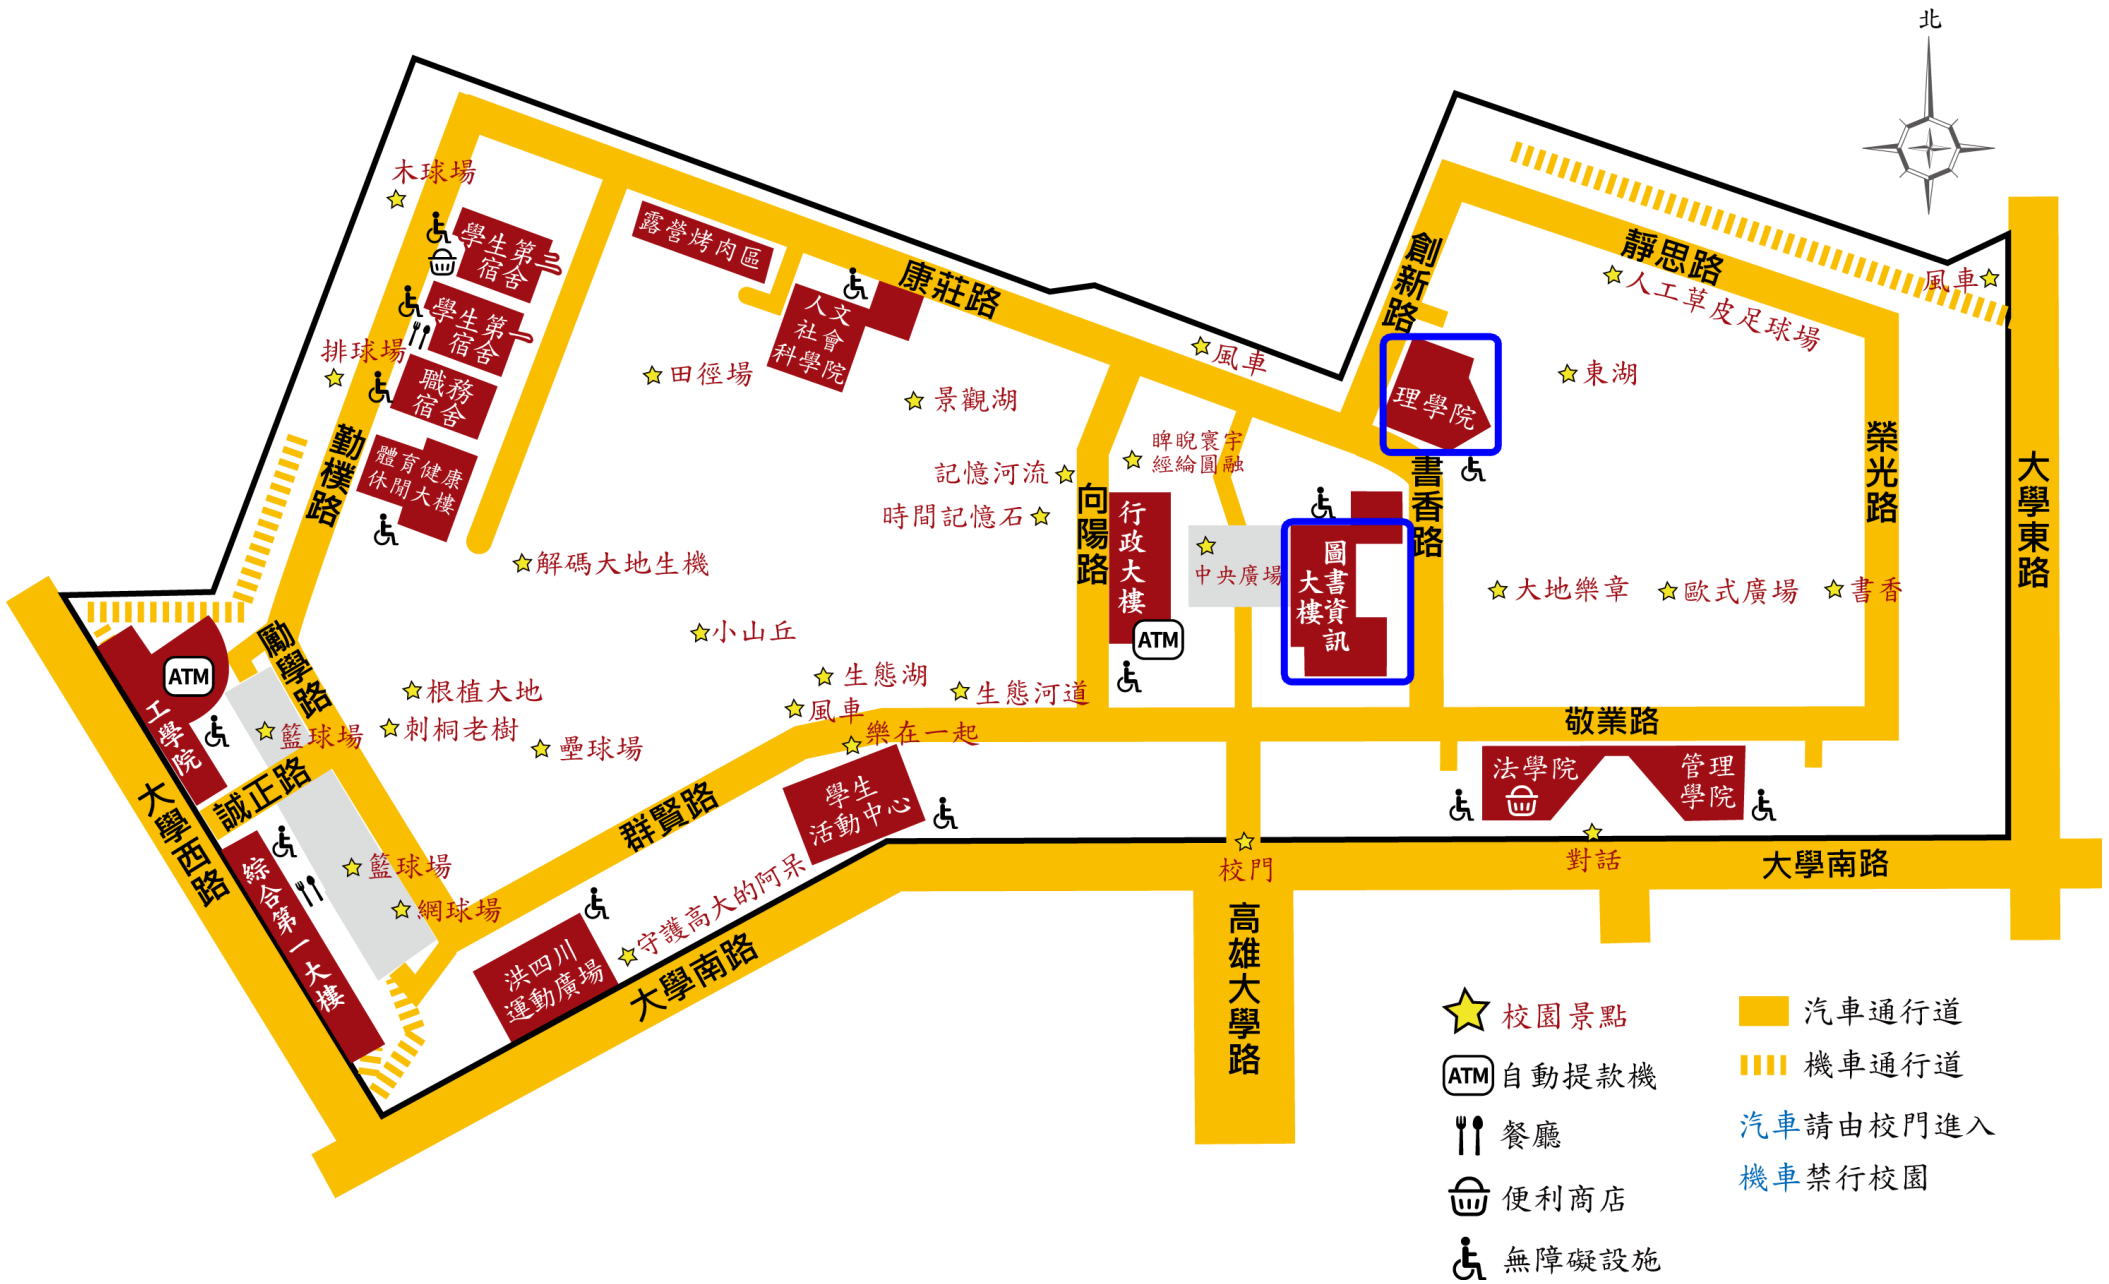 北
木球場
學生第二
宿舍
學生第一
宿舍
排球場
職務
宿舍
體育健康
休閒大樓
勤樸路
露營烤肉區
人文
社會
科學院
康莊路
田徑場
景觀湖
風車
創新路
靜思路
人工草皮足球場
風車
理學院
東湖
榮光路
大學東路
睥睨寰宇
經綸圓融
記憶河流
時間記憶石
向陽路
行政大樓
ATM
中央廣場
圖書資訊
大樓
書香路
大地樂章
歐式廣場
書香
解碼大地生機
小山丘
生態湖
生態河道
風車
樂在一起
根植大地
刺桐老樹
壘球場
勵學路
ATM
工學院
籃球場
誠正路
大學西路
綜合第一大樓
籃球場
網球場
群賢路
學生
活動中心
洪四川
運動廣場
守護高大的阿呆
大學南路
敬業路
法學院
管理
學院
校門
對話
大學南路
高雄大學路
校園景點
ATM
自動提款機
餐廳
便利商店
無障礙設施
汽車通行道
機車通行道
汽車請由校門進入
機車禁行校園